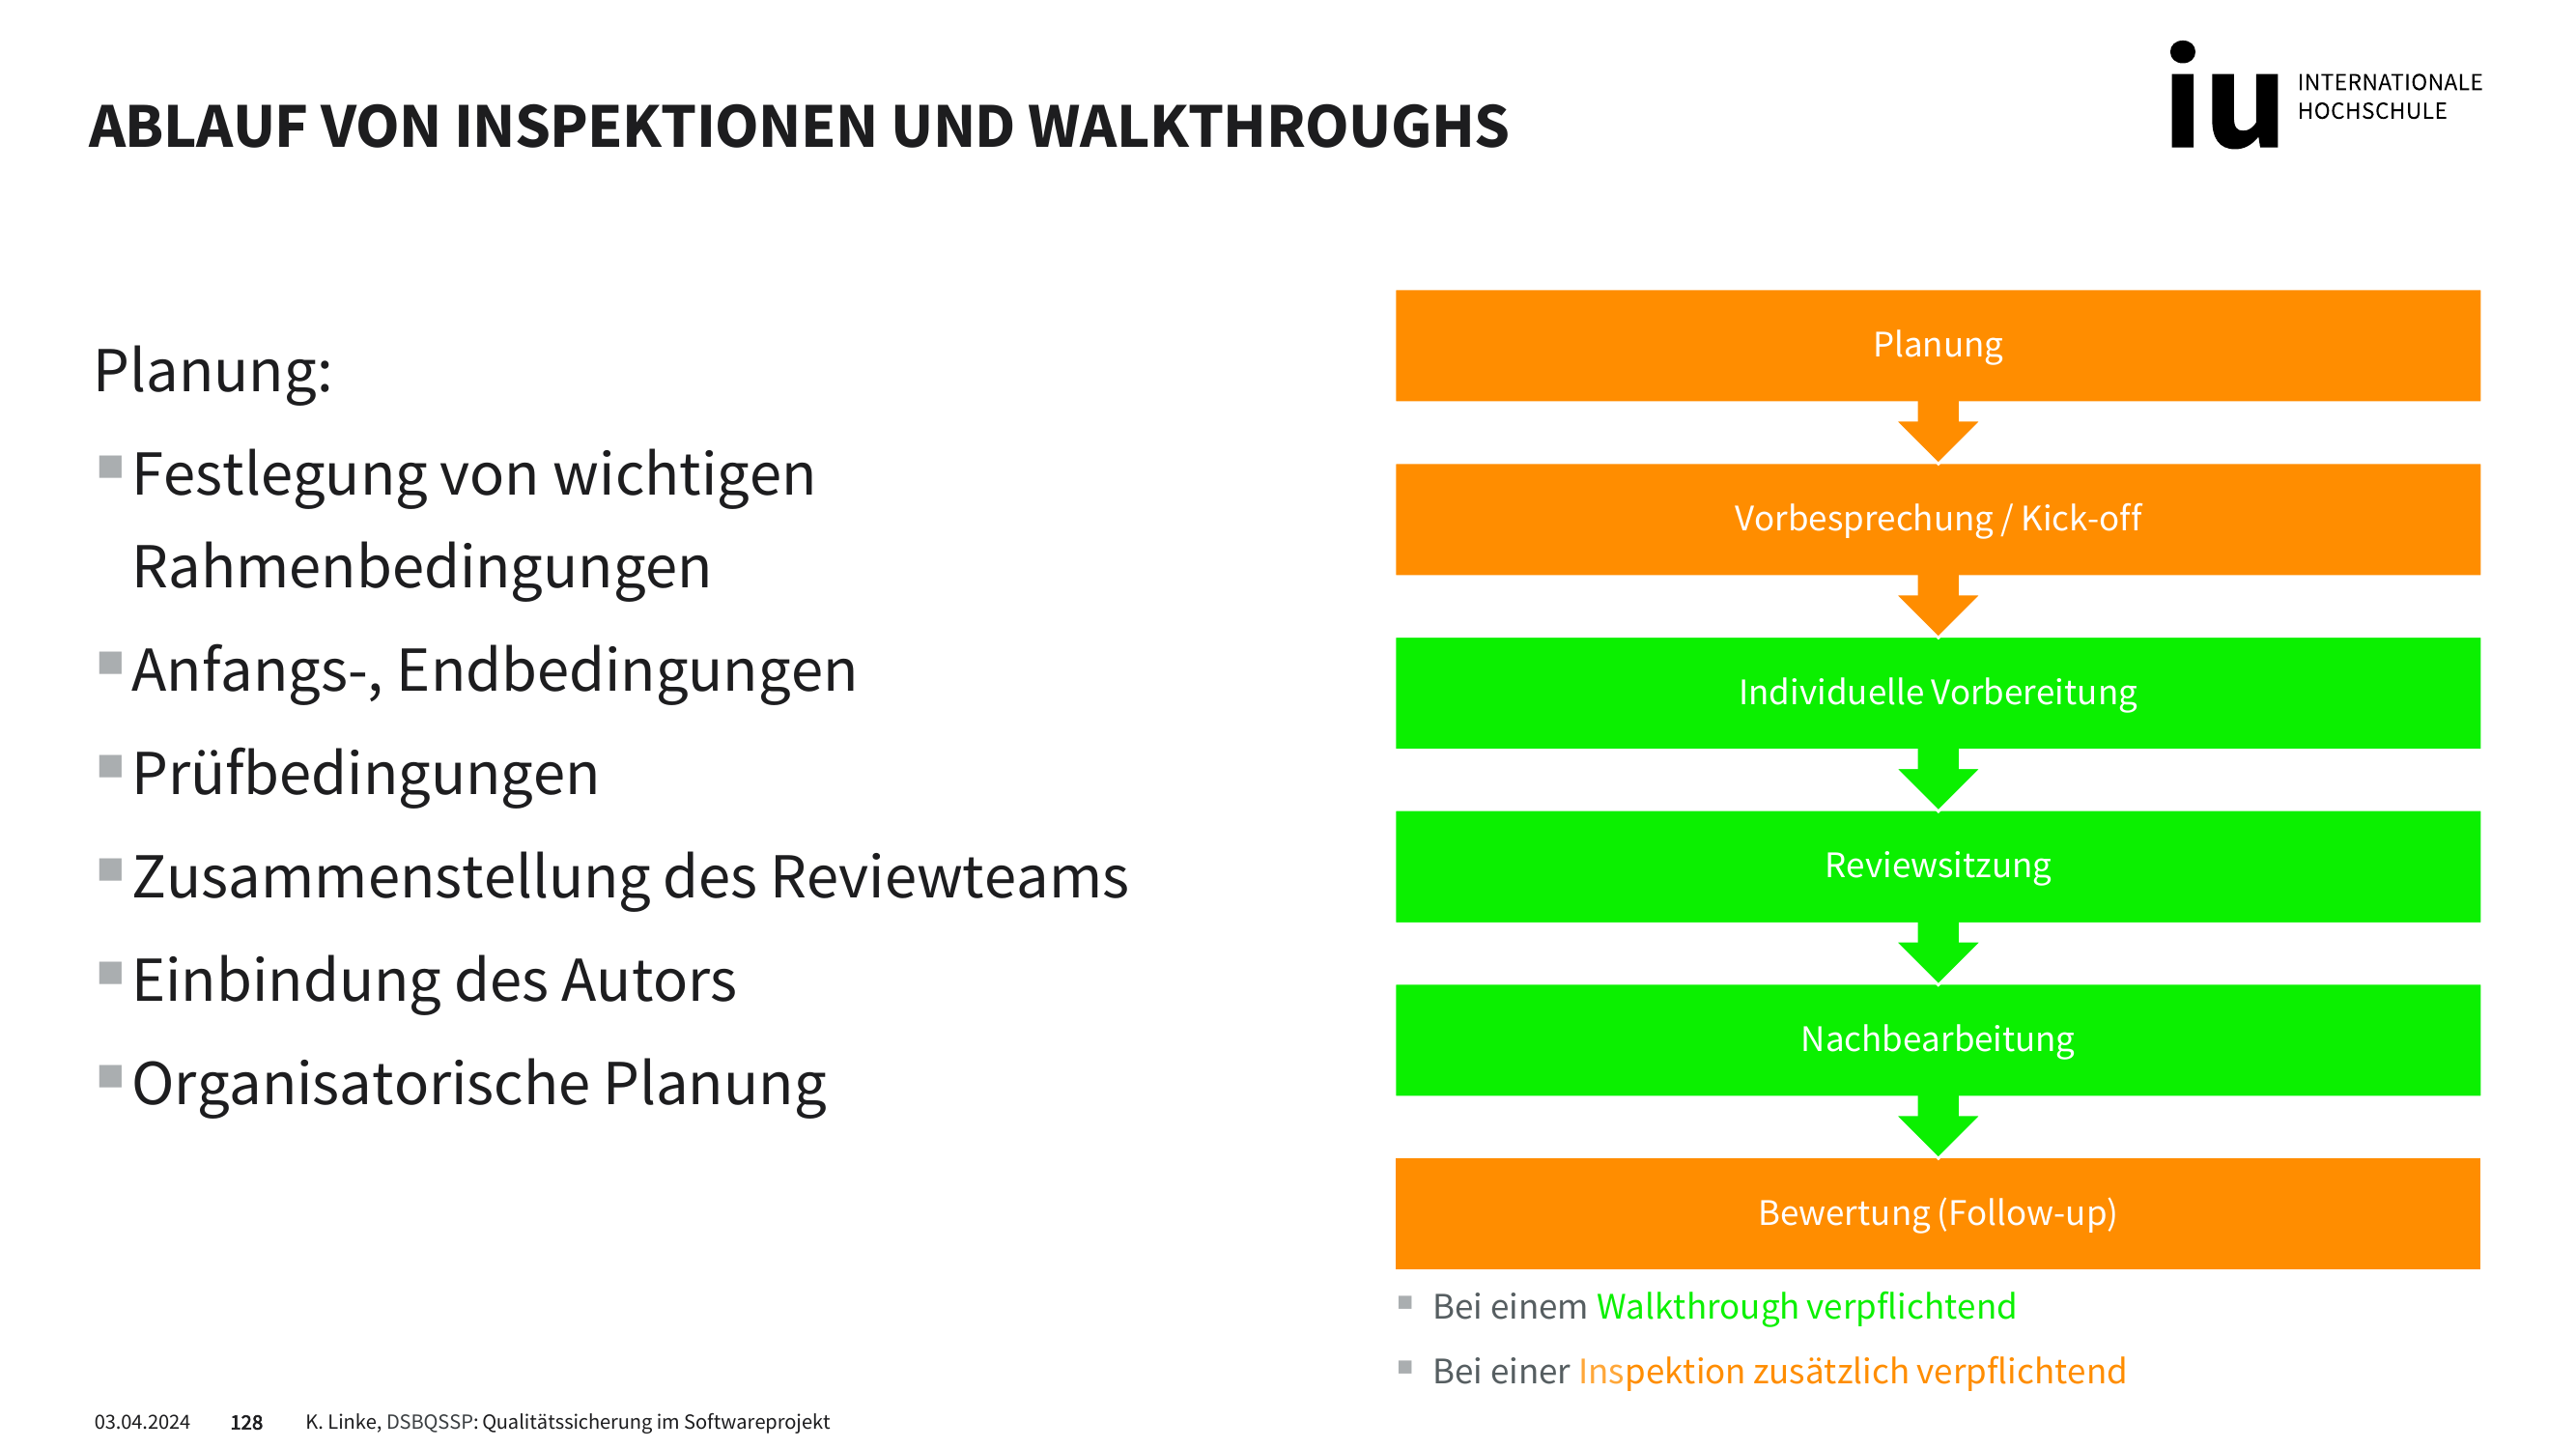 ABLAUF VON INSPEKTIONEN UND WALKTHROUGHS
iu INTERNATIONALE
HOCHSCHULE
Planung:
Festlegung von wichtigen
Rahmenbedingungen
Anfangs-, Endbedingungen
Prüfbedingungen
Zusammenstellung des Reviewteams
Einbindung des Autors
Organisatorische Planung
Planung
Vorbesprechung / Kick-off
Individuelle Vorbereitung
Reviewsitzung
Nachbearbeitung
Bewertung (Follow-up)
Bei einem Walkthrough verpflichtend
Bei einer Inspektion zusätzlich verpflichtend
03.04.2024 128 K. Linke, DSBQSSP: Qualitätssicherung im Softwareprojekt